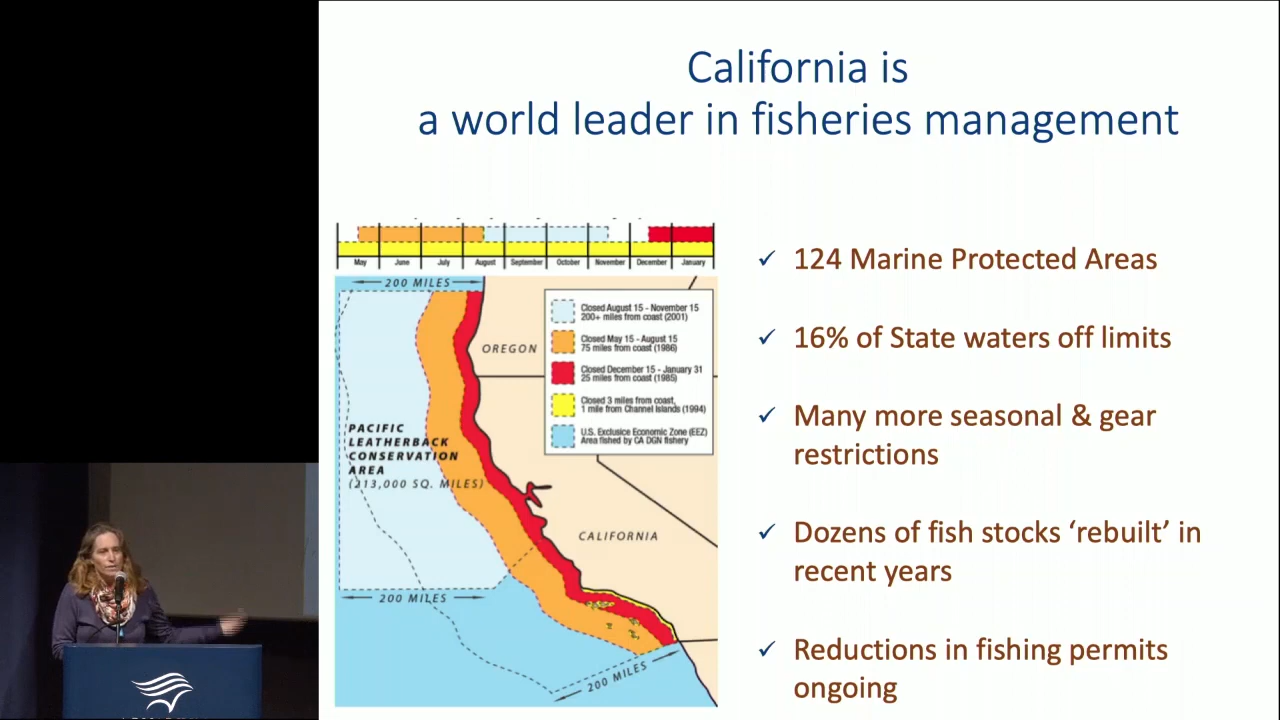 California is
a world leader in fisheries management
May June July August September October November December January
200 MILES
Closed August 15 - November 15
200+ miles from coast (2001)
Closed May 15 - August 15
75 miles from coast (1986)
Closed December 15 - January 31
25 miles from coast (1985)
Closed 3 miles from coast,
1 mile from Channel Islands (1994)
U.S. Exclusice Economic Zone (EEZ)
Area fished by CA DGN fishery
OREGON
PACIFIC
LEATHERBACK
CONSERVATION
AREA
(213,000 SQ. MILES)
CALIFORNIA
200 MILES
200 MILES
124 Marine Protected Areas
16% of State waters off limits
Many more seasonal & gear
restrictions
Dozens of fish stocks ‘rebuilt’ in
recent years
Reductions in fishing permits
ongoing